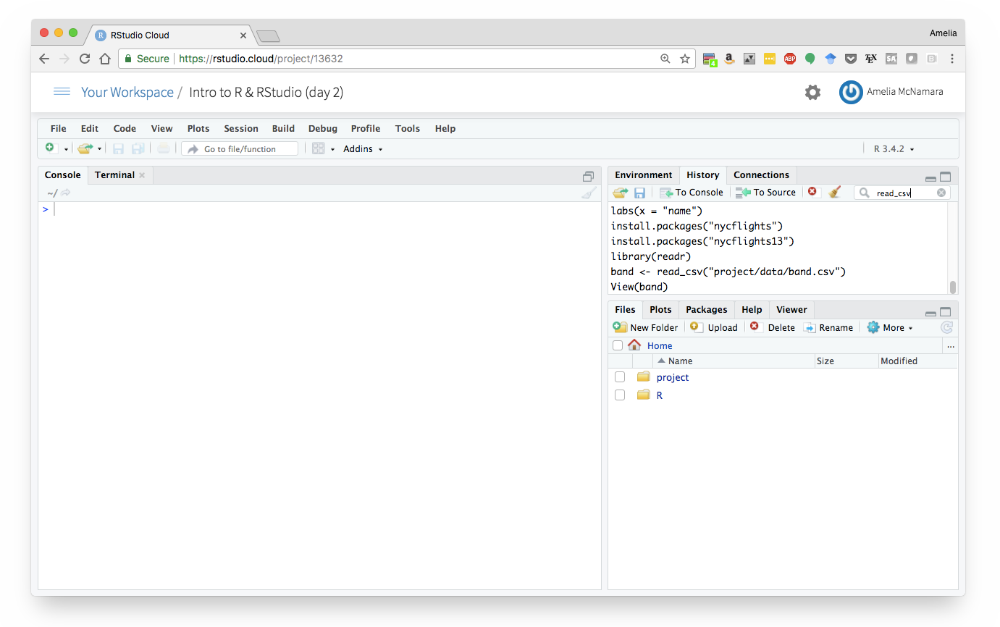 RStudio Cloud
Amelia
Secure https://rstudio.cloud/project/13632
4 ABP TEX SA B
Your Workspace / Intro to R & RStudio (day 2)
Amelia McNamara
File Edit Code View Plots Session Build Debug Profile Tools Help
Go to file/function Addins R 3.4.2
Console Terminal
~/
>
Environment History Connections
To Console To Source read_csv
labs(x = "name")
install.packages("nycflights")
install.packages("nycflights13")
library(readr)
band <- read_csv("project/data/band.csv")
View(band)
Files Plots Packages Help Viewer
New Folder Upload Delete Rename More
Home ...
Name Size Modified
project
R